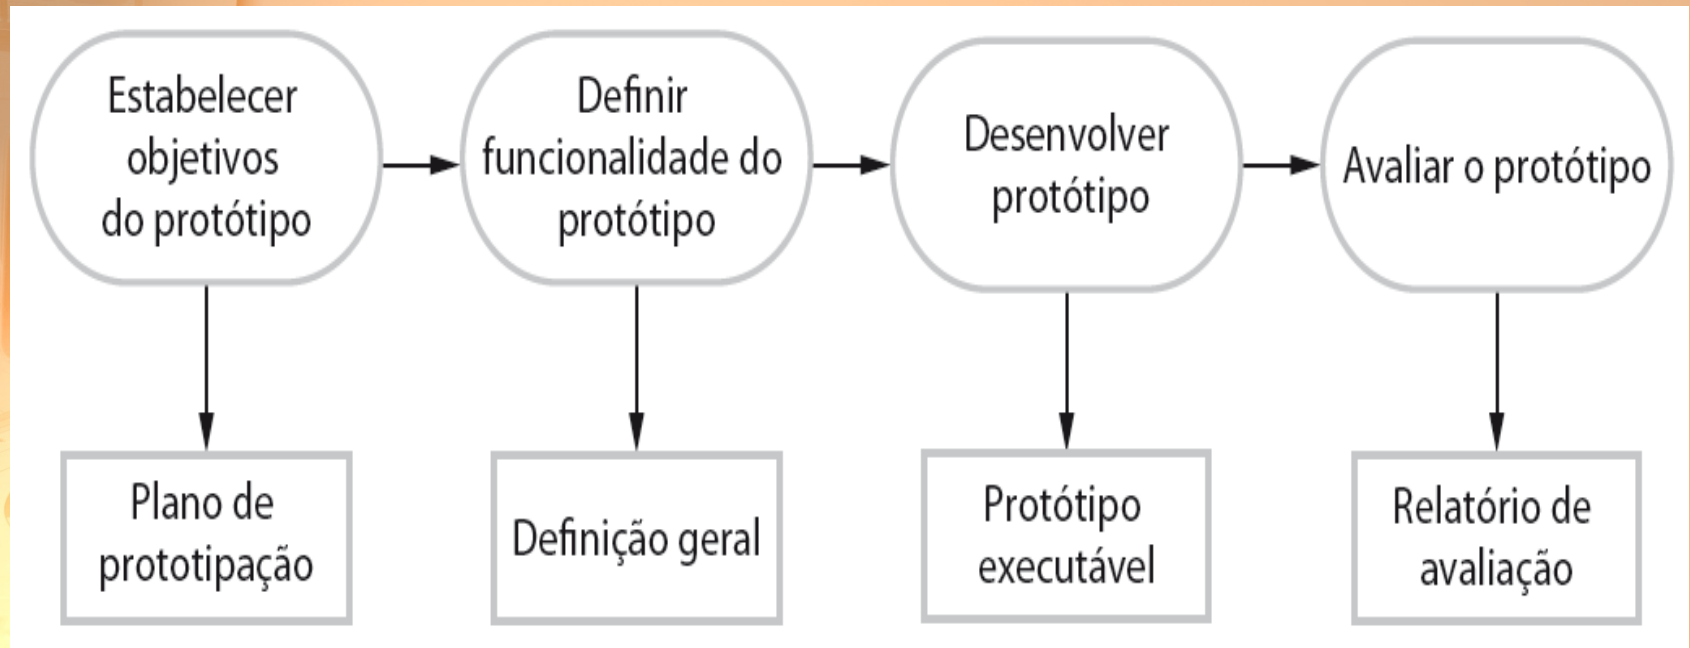 Estabelecer
objetivos
do protótipo
Definir
funcionalidade do
protótipo
Desenvolver
protótipo
Avaliar o protótipo
Plano de
prototipação
Definição geral
Protótipo
executável
Relatório de
avaliação